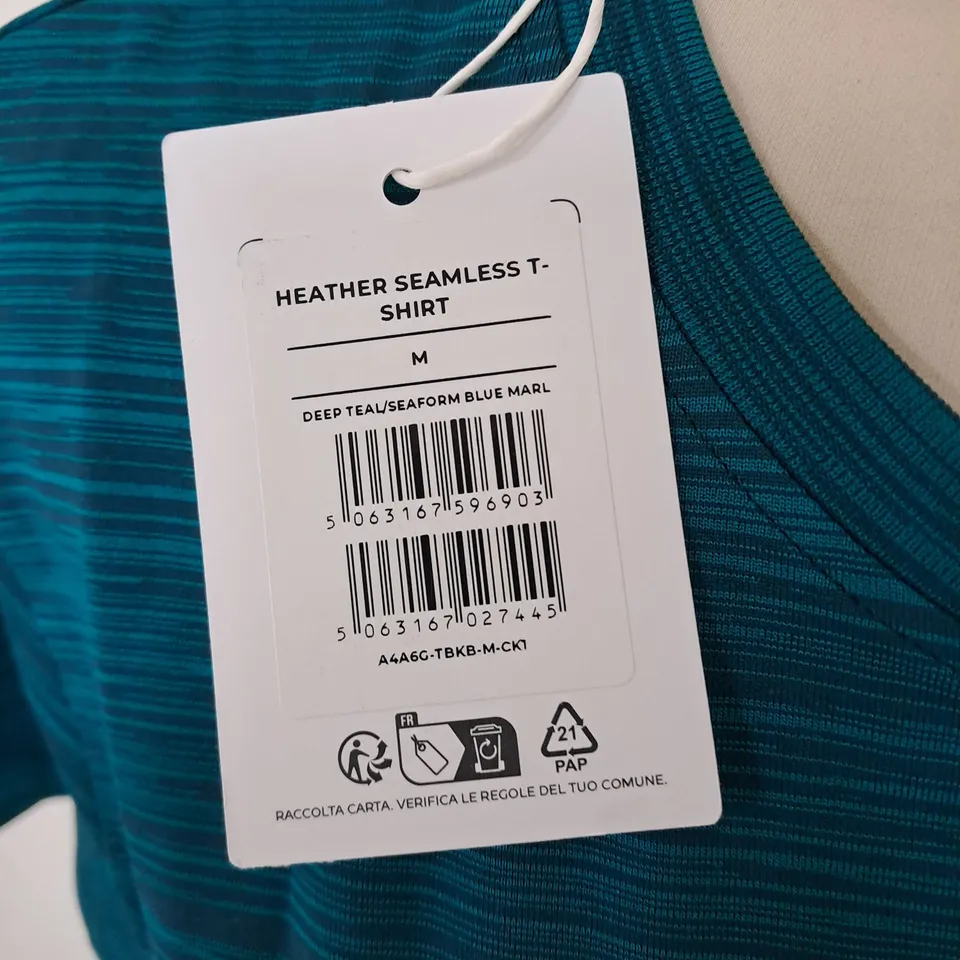 HEATHER SEAMLESS T-
SHIRT
M
DEEP TEAL/SEAFORM BLUE MARL
5 063167 596903
5 063167 027445
A4A6G-TBKB-M-CK1
FR
21
PAP
RACCOLTA CARTA. VERIFICA LE REGOLE DEL TUO COMUNE.